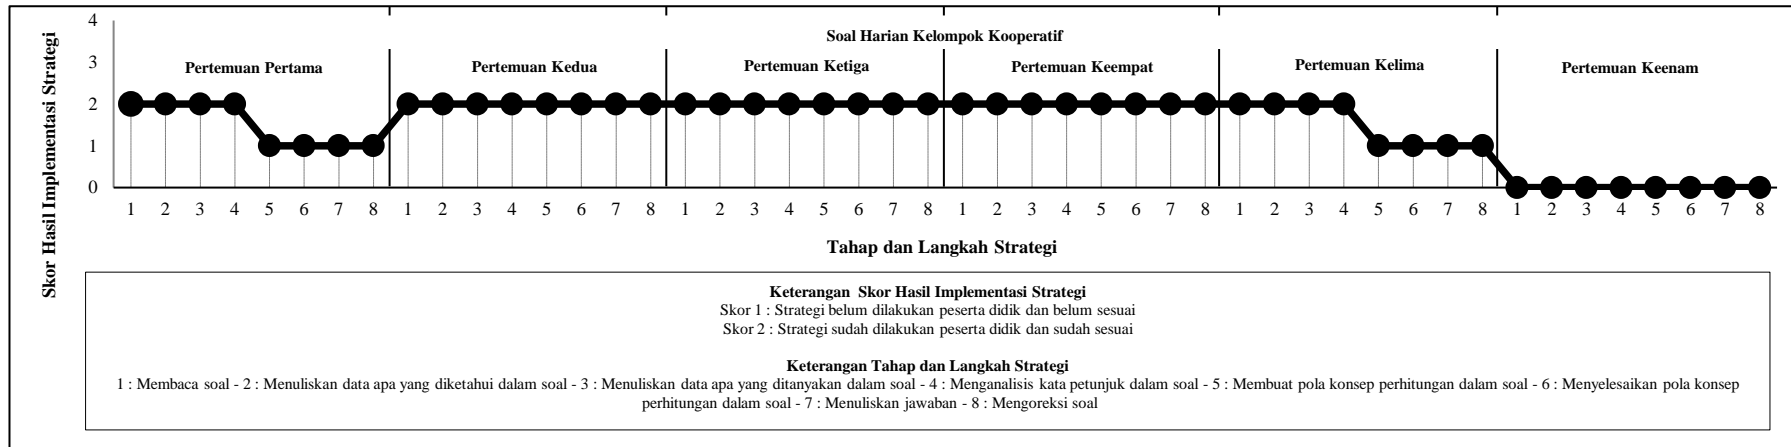 Skor Hasil Implementasi Strategi
4
3
2
1
0
Soal Harian Kelompok Kooperatif
Pertemuan Pertama
Pertemuan Kedua
Pertemuan Ketiga
Pertemuan Keempat
Pertemuan Kelima
Pertemuan Keenam
1 2 3 4 5 6 7 8 1 2 3 4 5 6 7 8 1 2 3 4 5 6 7 8 1 2 3 4 5 6 7 8 1 2 3 4 5 6 7 8 1 2 3 4 5 6 7 8
Tahap dan Langkah Strategi
Keterangan Skor Hasil Implementasi Strategi
Skor 1 : Strategi belum dilakukan peserta didik dan belum sesuai
Skor 2 : Strategi sudah dilakukan peserta didik dan sudah sesuai
Keterangan Tahap dan Langkah Strategi
1 : Membaca soal - 2 : Menuliskan data apa yang diketahui dalam soal - 3 : Menuliskan data apa yang ditanyakan dalam soal - 4 : Menganalisis kata petunjuk dalam soal - 5 : Membuat pola konsep perhitungan dalam soal - 6 : Menyelesaikan pola konsep
perhitungan dalam soal - 7 : Menuliskan jawaban - 8 : Mengoreksi soal